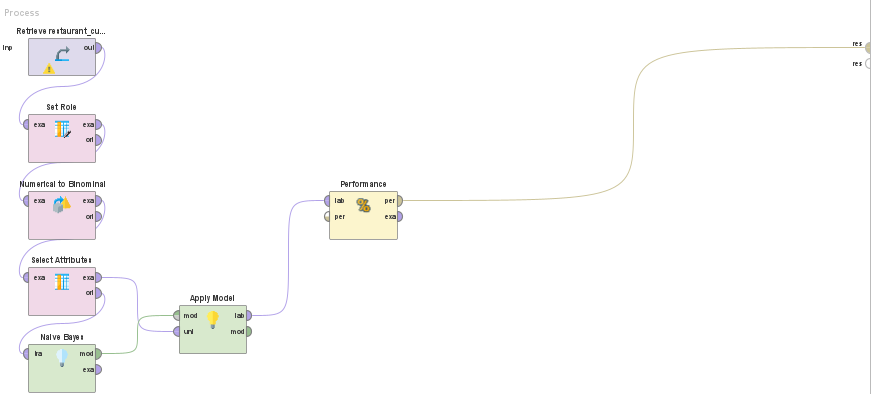 Process
Retrieve restaurant_cu...
inp
out
res
res
Set Role
exa
exa
ori
Numerical to Binominal
exa
exa
ori
Performance
lab
per
per
exa
Select Attributes
exa
exa
ori
Apply Model
mod
lab
unl
mod
Naive Bayes
tra
mod
exa